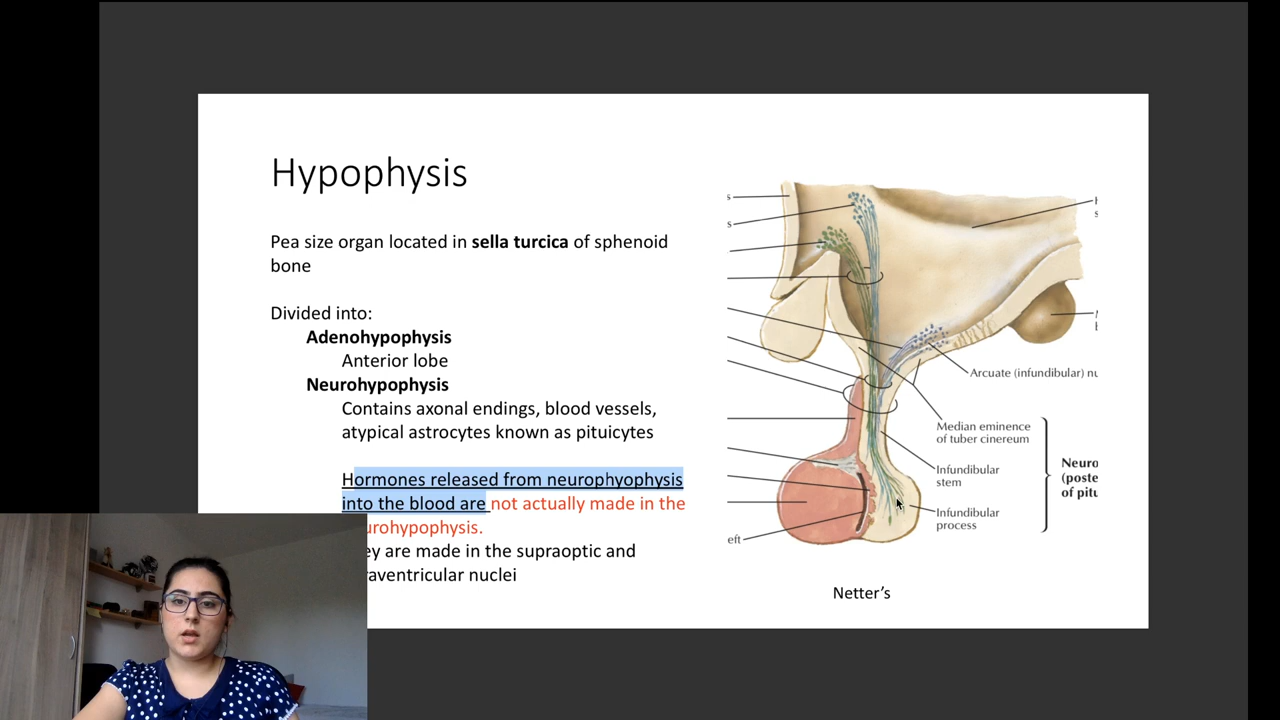 Hypophysis
Pea size organ located in sella turcica of sphenoid
bone
Divided into:
Adenohypophysis
Anterior lobe
Neurohypophysis
Contains axonal endings, blood vessels,
atypical astrocytes known as pituicytes
Hormones released from neurophyophysis
into the blood are not actually made in the
urohypophysis.
ey are made in the supraoptic and
raventricular nuclei
s
s
eft
Arcuate (infundibular) nu
Median eminence
of tuber cinereum
Infundibular
stem
Infundibular
process
Neuro
(poste
of pitu
Netter's